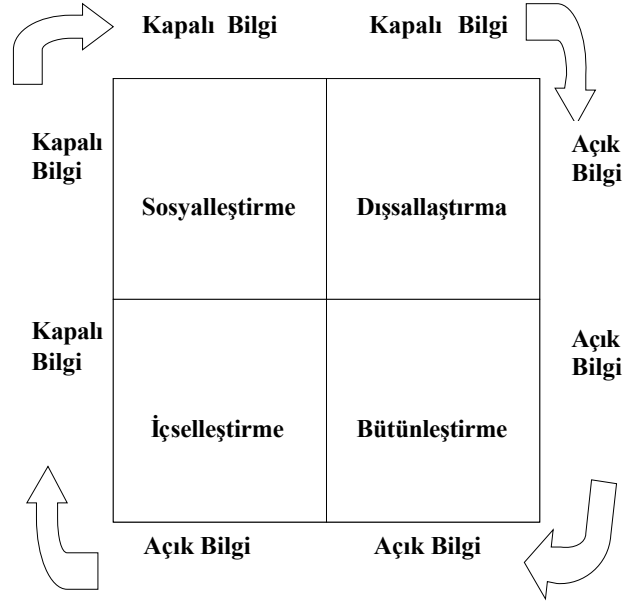 Kapalı Bilgi
Kapalı Bilgi
Kapalı
Bilgi
Açık
Bilgi
Sosyalleştirme
Dışsallaştırma
Kapalı
Bilgi
Açık
Bilgi
İçselleştirme
Bütünleştirme
Açık Bilgi
Açık Bilgi